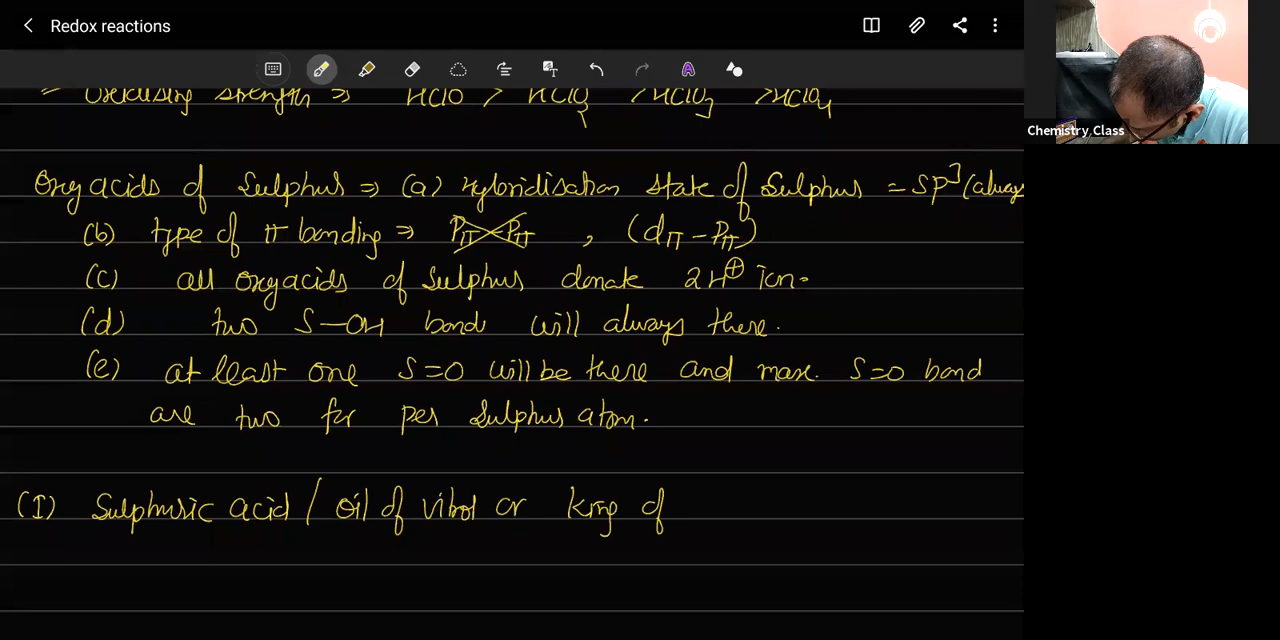 Redox reactions
Chemistry Class
Oxidising strength ⇒ HClO > HClO2 > HClO3 > HClO4
Oxyacids of Sulphur ⇒ (a) Hybridisation state of Sulphur = SP³ (always
(b) type of π bonding ⇒ Pπ-Pπ , (dπ - Pπ)
(c) all oxyacids of Sulphur donate 2H⊕ ion.
(d) two S-OH bond will always there.
(e) at least one S=O will be there and max. S=O bond
are two for per Sulphur atom.
(I) Sulphuric acid / oil of vitrol or king of